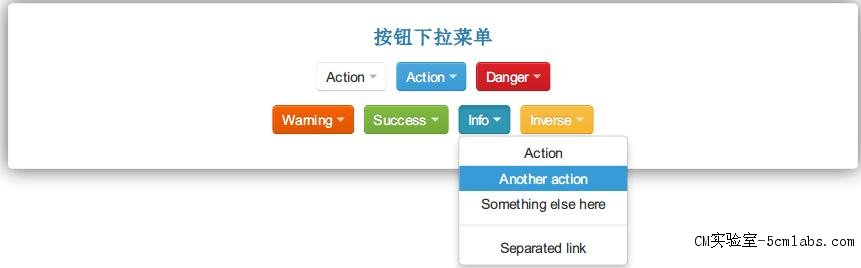 按钮下拉菜单
Action Action Danger
Warning Success Info Inverse
Action
Another action
Something else here
Separated link
CM实验室-5cmlabs.com